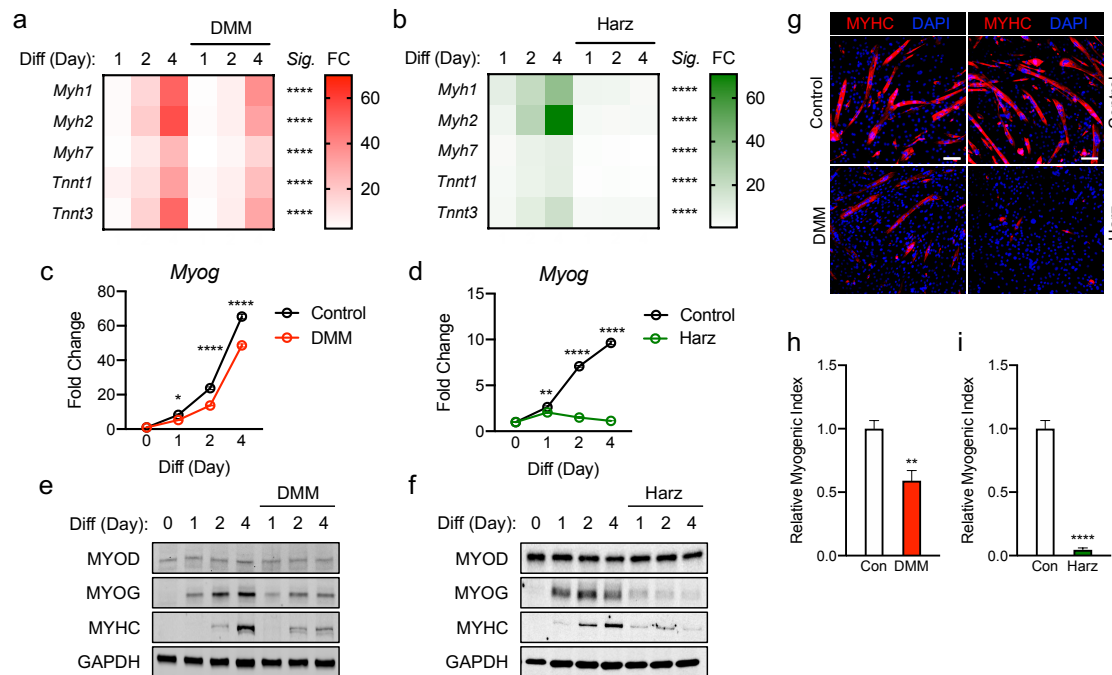 a
DMM
Diff (Day): 1 2 4 1 2 4 Sig. FC
Myh1 ****
Myh2 ****
Myh7 ****
Tnnt1 ****
Tnnt3 ****
60
40
20
b
Harz
Diff (Day): 1 2 4 1 2 4 Sig. FC
Myh1 ****
Myh2 ****
Myh7 ****
Tnnt1 ****
Tnnt3 ****
60
40
20
g
MYHC DAPI MYHC DAPI
Control
Control
DMM
c
Myog
Fold Change
80
60
40
20
0
* **** ****
Control
DMM
0 1 2 4
Diff (Day)
d
Myog
Fold Change
15
10
5
0
** **** ****
Control
Harz
0 1 2 4
Diff (Day)
e
DMM
Diff (Day): 0 1 2 4 1 2 4
MYOD
MYOG
MYHC
GAPDH
f
Harz
Diff (Day): 0 1 2 4 1 2 4
MYOD
MYOG
MYHC
GAPDH
h
Relative Myogenic Index
1.5
1.0
0.5
0.0
**
Con DMM
i
Relative Myogenic Index
1.5
1.0
0.5
0.0
****
Con Harz